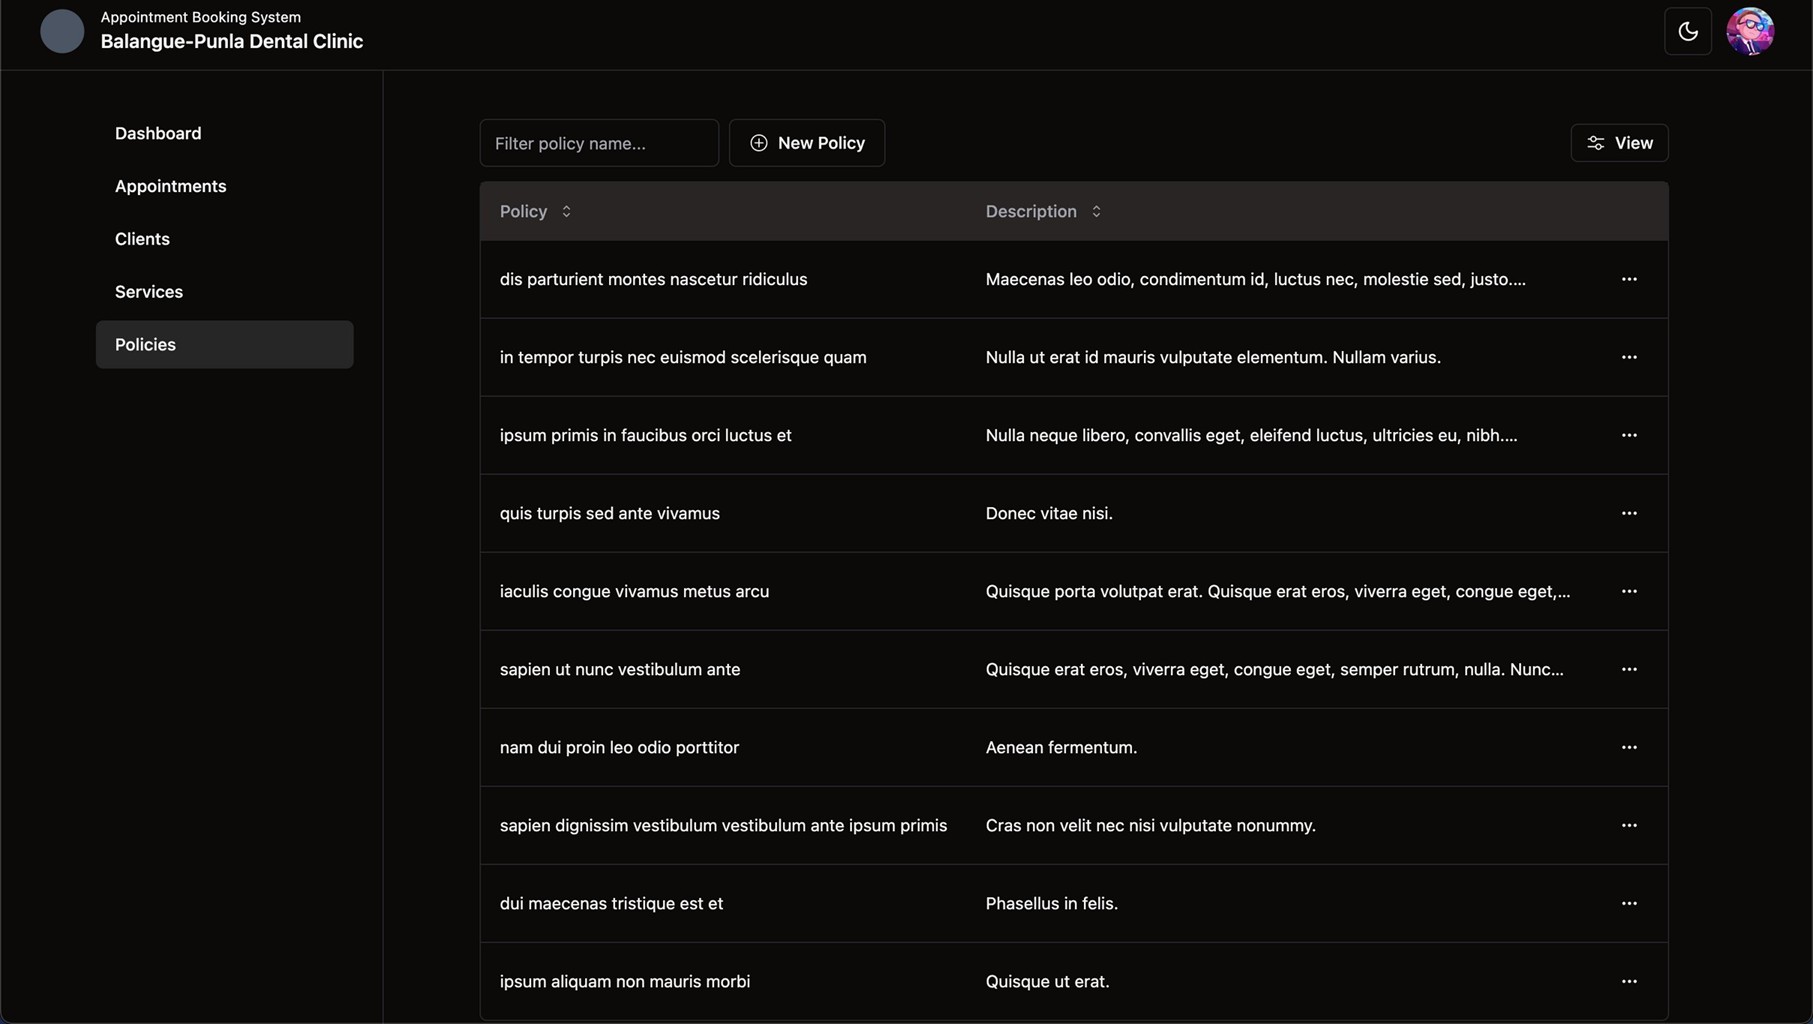 Appointment Booking System
Balangue-Punla Dental Clinic
Dashboard
Appointments
Clients
Services
Policies
Filter policy name...
New Policy
View
Policy Description
dis parturient montes nascetur ridiculus Maecenas leo odio, condimentum id, luctus nec, molestie sed, justo....
in tempor turpis nec euismod scelerisque quam Nulla ut erat id mauris vulputate elementum. Nullam varius.
ipsum primis in faucibus orci luctus et Nulla neque libero, convallis eget, eleifend luctus, ultricies eu, nibh....
quis turpis sed ante vivamus Donec vitae nisi.
iaculis congue vivamus metus arcu Quisque porta volutpat erat. Quisque erat eros, viverra eget, congue eget,...
sapien ut nunc vestibulum ante Quisque erat eros, viverra eget, congue eget, semper rutrum, nulla. Nunc...
nam dui proin leo odio porttitor Aenean fermentum.
sapien dignissim vestibulum vestibulum ante ipsum primis Cras non velit nec nisi vulputate nonummy.
dui maecenas tristique est et Phasellus in felis.
ipsum aliquam non mauris morbi Quisque ut erat.